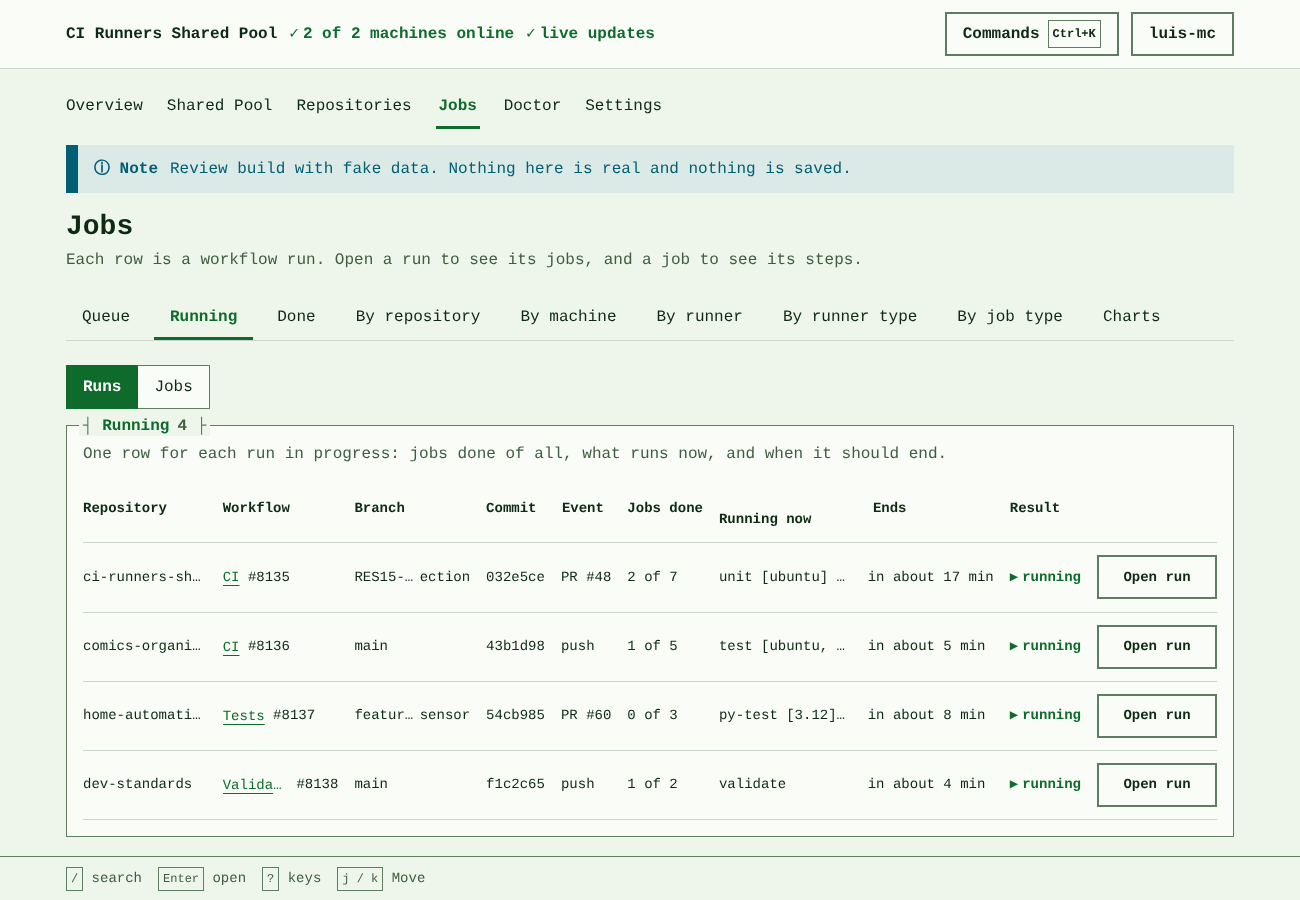 CI Runners Shared Pool ✓ 2 of 2 machines online ✓ live updates Commands Ctrl+K luis-mc
Overview Shared Pool Repositories Jobs Doctor Settings
ⓘ Note Review build with fake data. Nothing here is real and nothing is saved.
Jobs
Each row is a workflow run. Open a run to see its jobs, and a job to see its steps.
Queue Running Done By repository By machine By runner By runner type By job type Charts
Runs Jobs
Running 4
One row for each run in progress: jobs done of all, what runs now, and when it should end.
Repository Workflow Branch Commit Event Jobs done Running now Ends Result
ci-runners-sh… CI #8135 RES15-… ection 032e5ce PR #48 2 of 7 unit [ubuntu] … in about 17 min ▶ running Open run
comics-organi… CI #8136 main 43b1d98 push 1 of 5 test [ubuntu, … in about 5 min ▶ running Open run
home-automati… Tests #8137 featur… sensor 54cb985 PR #60 0 of 3 py-test [3.12]… in about 8 min ▶ running Open run
dev-standards Valida… #8138 main f1c2c65 push 1 of 2 validate in about 4 min ▶ running Open run
/ search Enter open ? keys j / k Move